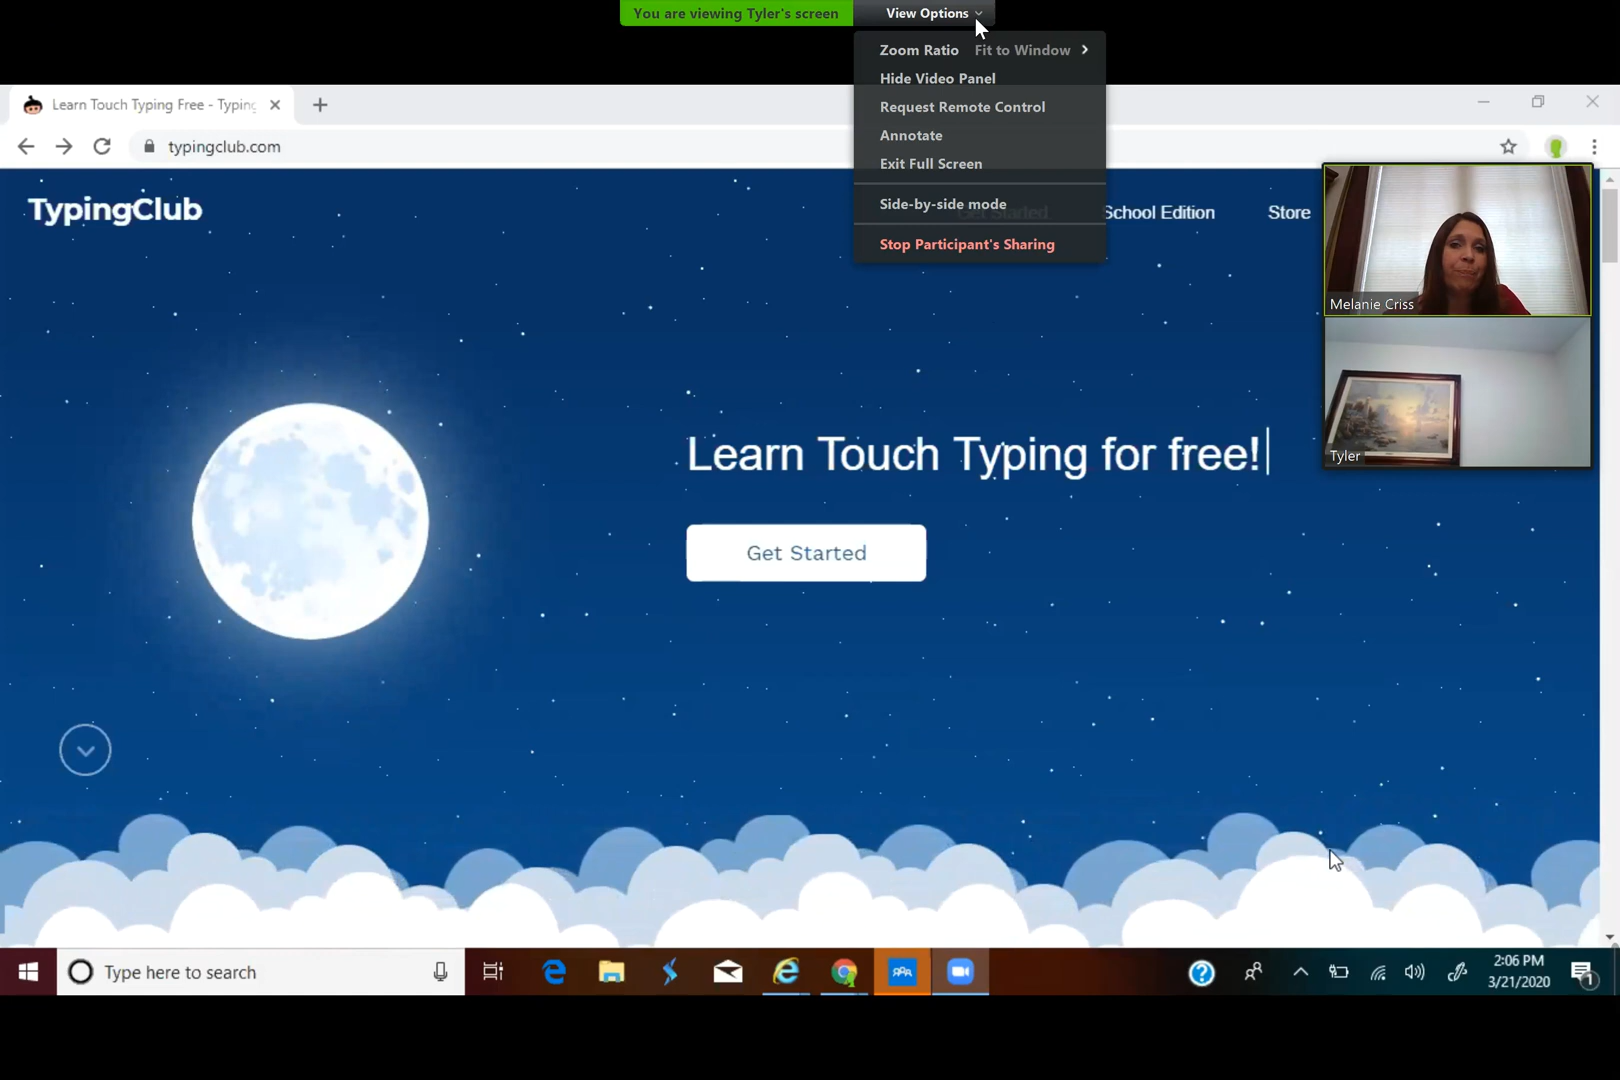 You are viewing Tyler's screen
View Options
Zoom Ratio Fit to Window
Hide Video Panel
Request Remote Control
Annotate
Exit Full Screen
Side-by-side mode
Stop Participant's Sharing
Learn Touch Typing Free - Typing
typingclub.com
TypingClub
Get Started
School Edition
Store
Melanie Criss
Tyler
Learn Touch Typing for free!
Get Started
Type here to search
2:06 PM
3/21/2020
1